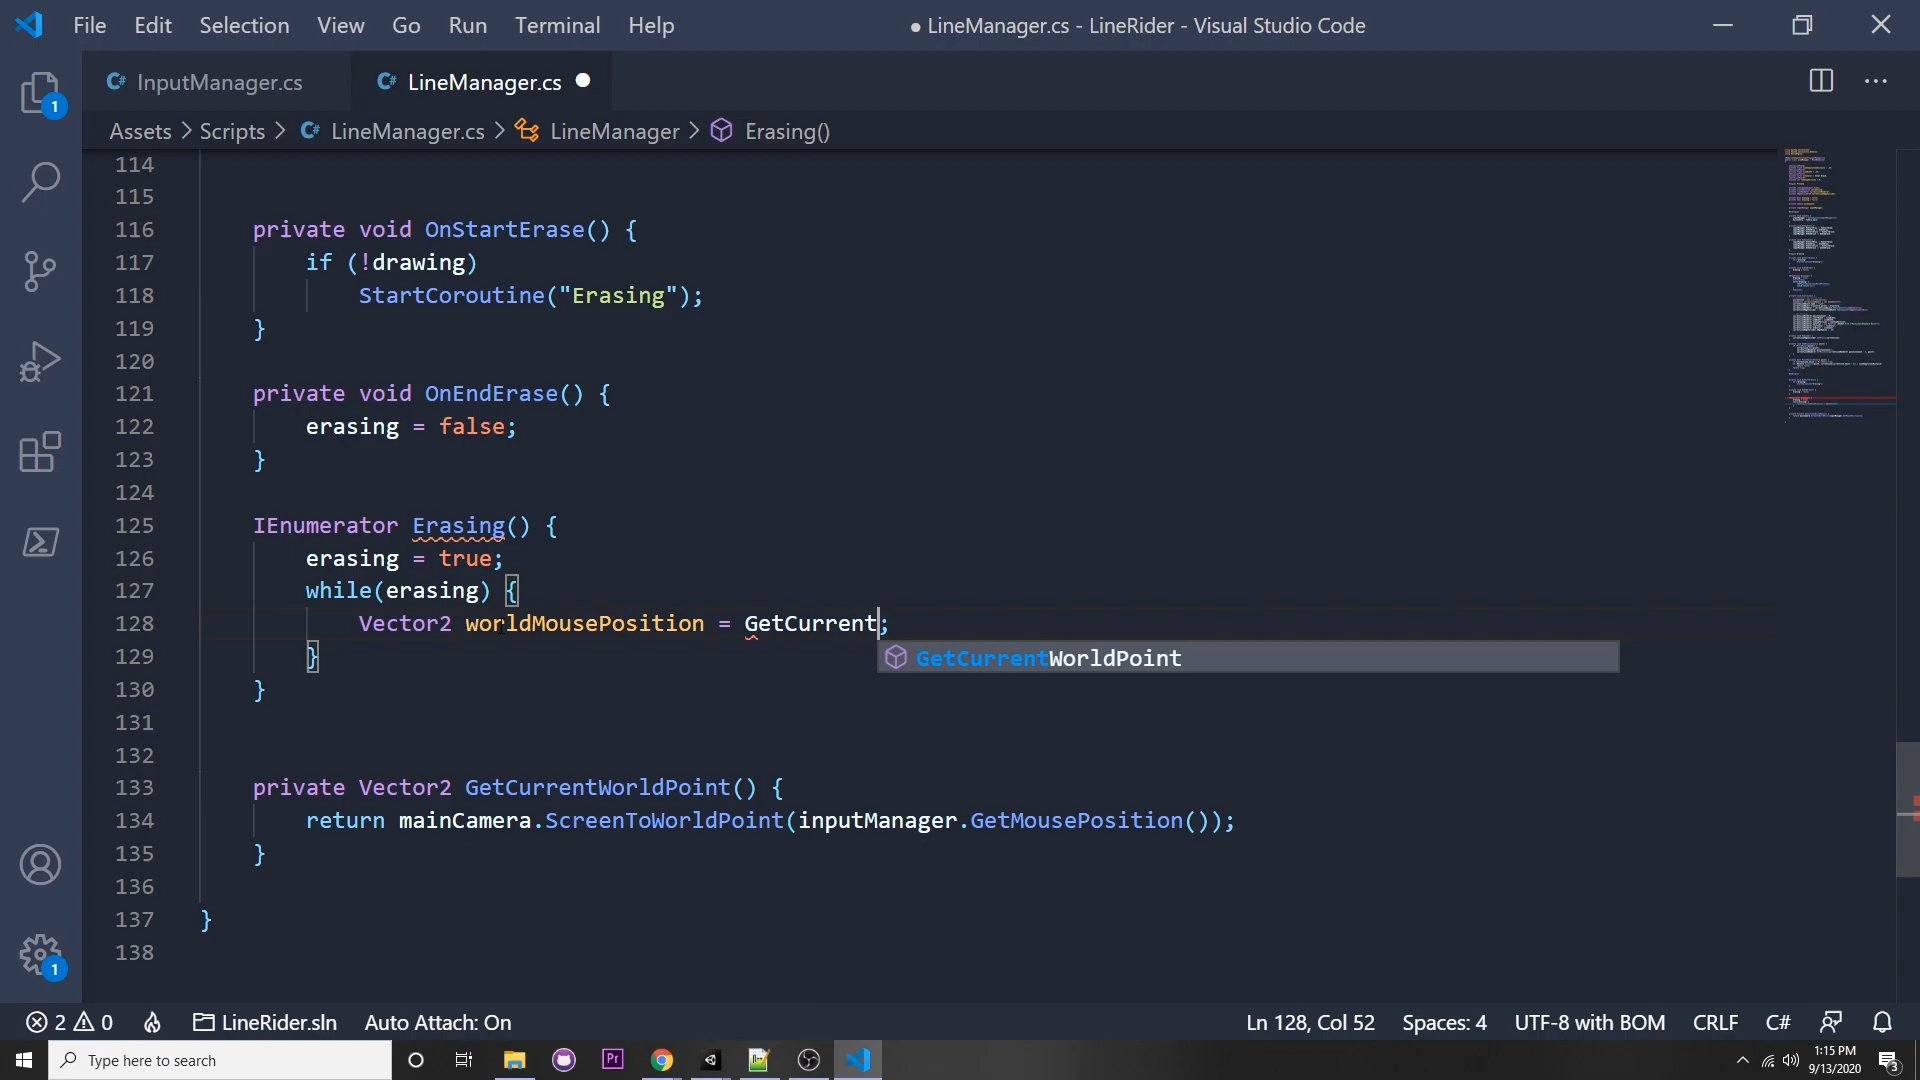 File Edit Selection View Go Run Terminal Help ● LineManager.cs - LineRider - Visual Studio Code
C# InputManager.cs C# LineManager.cs
1
Assets > Scripts > C# LineManager.cs > LineManager > Erasing()
114
115
116 private void OnStartErase() {
117 if (!drawing)
118 StartCoroutine("Erasing");
119 }
120
121 private void OnEndErase() {
122 erasing = false;
123 }
124
125 IEnumerator Erasing() {
126 erasing = true;
127 while(erasing) {
128 Vector2 worldMousePosition = GetCurrent;
129 }
GetCurrentWorldPoint
130 }
131
132
133 private Vector2 GetCurrentWorldPoint() {
134 return mainCamera.ScreenToWorldPoint(inputManager.GetMousePosition());
135 }
136
137 }
138
1
2 0 LineRider.sln Auto Attach: On Ln 128, Col 52 Spaces: 4 UTF-8 with BOM CRLF C#
Type here to search Pr 1:15 PM
9/13/2020 3